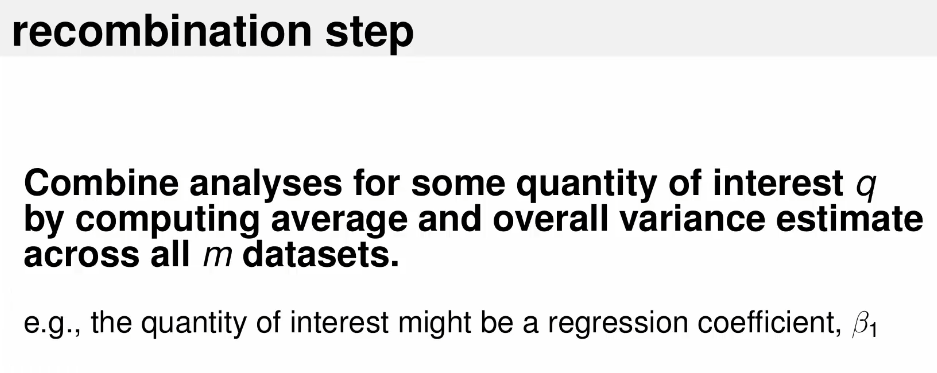 recombination step
Combine analyses for some quantity of interest q
by computing average and overall variance estimate
across all m datasets.
e.g., the quantity of interest might be a regression coefficient, β₁